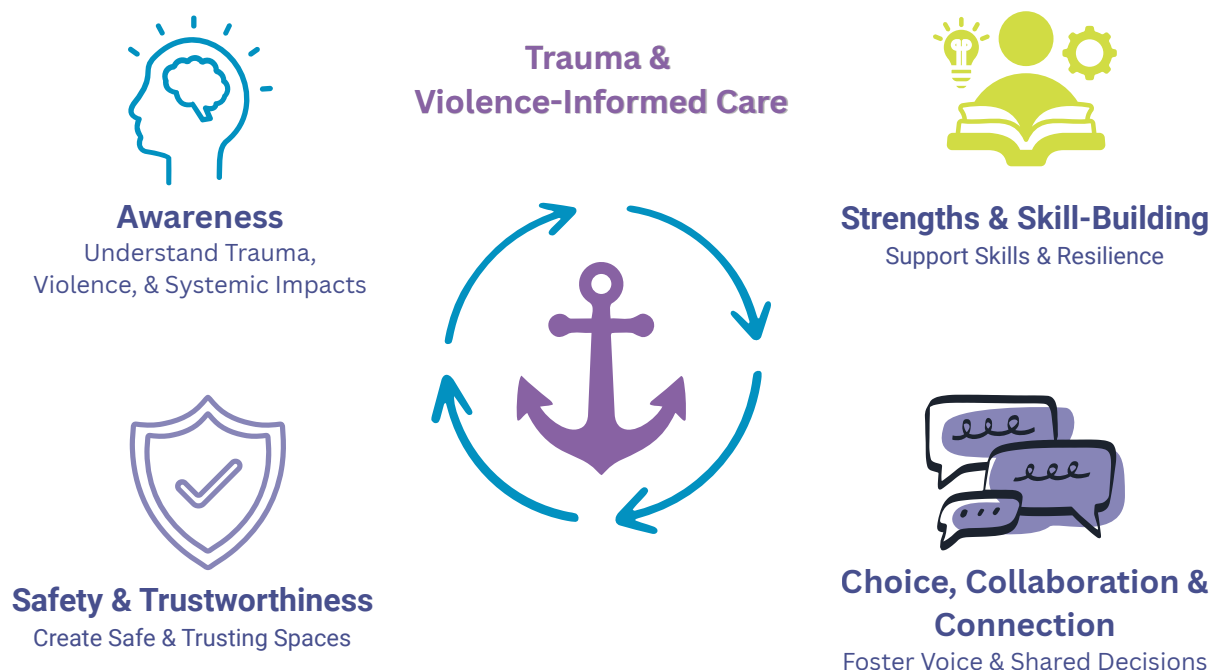 Trauma &
Violence-Informed Care
Awareness
Understand Trauma,
Violence, & Systemic Impacts
Strengths & Skill-Building
Support Skills & Resilience
Safety & Trustworthiness
Create Safe & Trusting Spaces
Choice, Collaboration &
Connection
Foster Voice & Shared Decisions